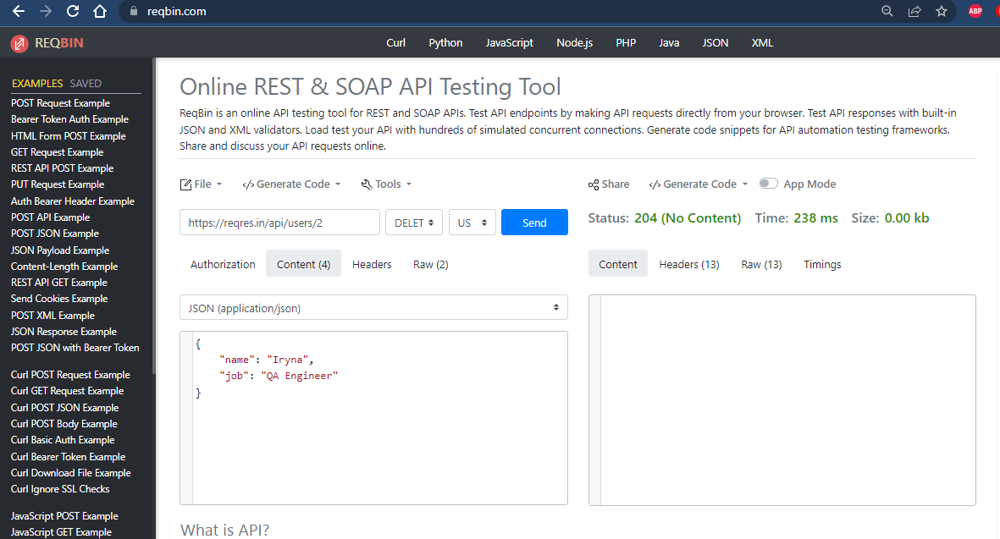 reqbin.com
ABP
REQBIN
Curl Python JavaScript Node.js PHP Java JSON XML
EXAMPLES SAVED
POST Request Example
Bearer Token Auth Example
HTML Form POST Example
GET Request Example
REST API POST Example
PUT Request Example
Auth Bearer Header Example
POST API Example
POST JSON Example
JSON Payload Example
Content-Length Example
REST API GET Example
Send Cookies Example
POST XML Example
JSON Response Example
POST JSON with Bearer Token
Curl POST Request Example
Curl GET Request Example
Curl POST JSON Example
Curl POST Body Example
Curl Basic Auth Example
Curl Bearer Token Example
Curl Download File Example
Curl Ignore SSL Checks
JavaScript POST Example
JavaScript GET Example
Online REST & SOAP API Testing Tool
ReqBin is an online API testing tool for REST and SOAP APIs. Test API endpoints by making API requests directly from your browser. Test API responses with built-in
JSON and XML validators. Load test your API with hundreds of simulated concurrent connections. Generate code snippets for API automation testing frameworks.
Share and discuss your API requests online.
File </> Generate Code Tools
https://reqres.in/api/users/2 DELET US Send
Authorization Content (4) Headers Raw (2)
JSON (application/json)
{
"name": "Iryna",
"job": "QA Engineer"
}
Share </> Generate Code App Mode
Status: 204 (No Content) Time: 238 ms Size: 0.00 kb
Content Headers (13) Raw (13) Timings
What is API?